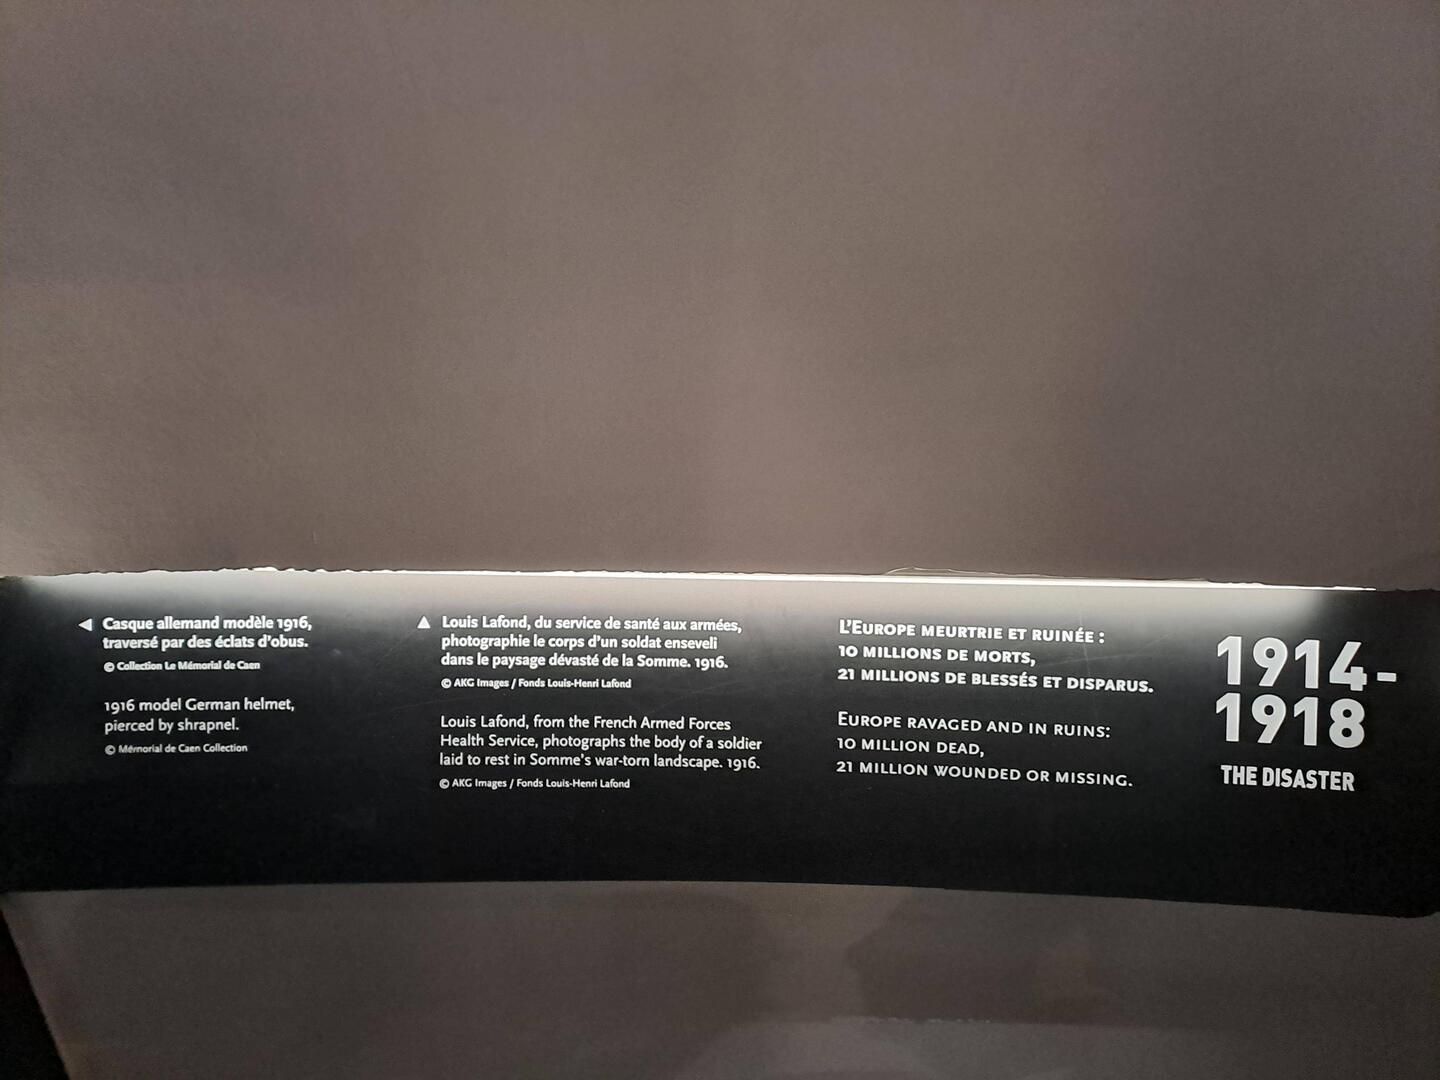 ◄ Casque allemand modèle 1916,
traversé par des éclats d'obus.
© Collection Le Mémorial de Caen
1916 model German helmet,
pierced by shrapnel.
© Mémorial de Caen Collection
▲ Louis Lafond, du service de santé aux armées,
photographie le corps d'un soldat enseveli
dans le paysage dévasté de la Somme. 1916.
© AKG Images / Fonds Louis-Henri Lafond
Louis Lafond, from the French Armed Forces
Health Service, photographs the body of a soldier
laid to rest in Somme's war-torn landscape. 1916.
© AKG Images / Fonds Louis-Henri Lafond
L'EUROPE MEURTRIE ET RUINÉE :
10 MILLIONS DE MORTS,
21 MILLIONS DE BLESSÉS ET DISPARUS.
EUROPE RAVAGED AND IN RUINS:
10 MILLION DEAD,
21 MILLION WOUNDED OR MISSING.
1914-
1918
THE DISASTER